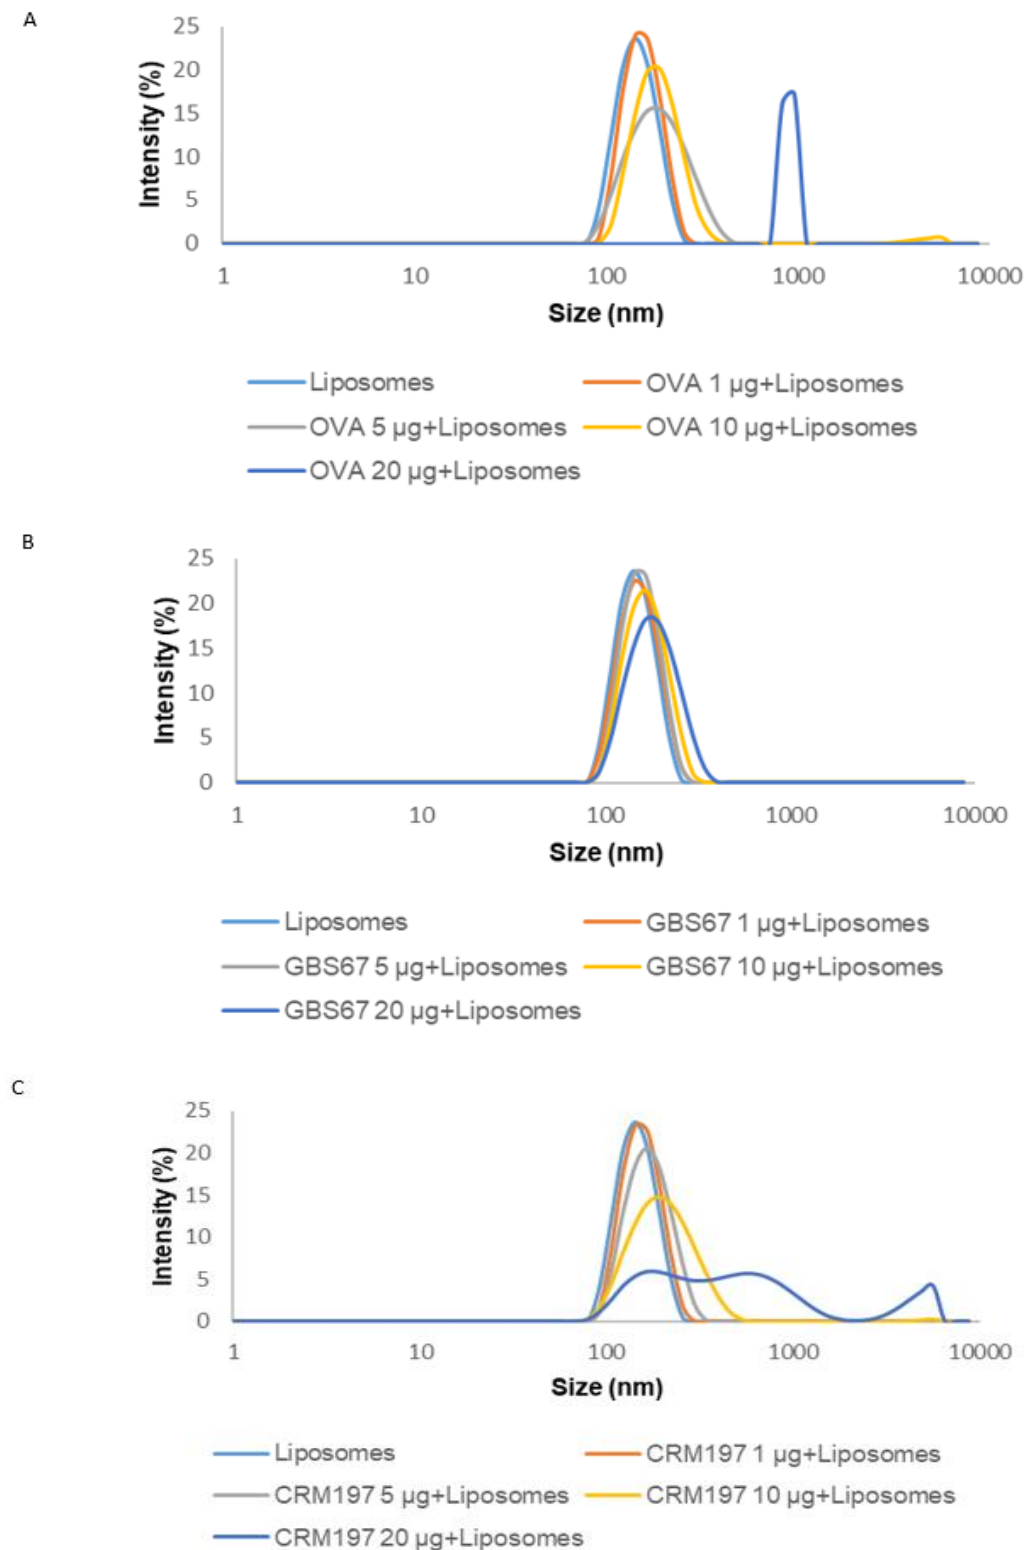 A
Intensity (%)
25
20
15
10
5
0
1 10 100 1000 10000
Size (nm)
Liposomes OVA 1 µg+Liposomes
OVA 5 µg+Liposomes OVA 10 µg+Liposomes
OVA 20 µg+Liposomes
B
Intensity (%)
25
20
15
10
5
0
1 10 100 1000 10000
Size (nm)
Liposomes GBS67 1 µg+Liposomes
GBS67 5 µg+Liposomes GBS67 10 µg+Liposomes
GBS67 20 µg+Liposomes
C
Intensity (%)
25
20
15
10
5
0
1 10 100 1000 10000
Size (nm)
Liposomes CRM197 1 µg+Liposomes
CRM197 5 µg+Liposomes CRM197 10 µg+Liposomes
CRM197 20 µg+Liposomes